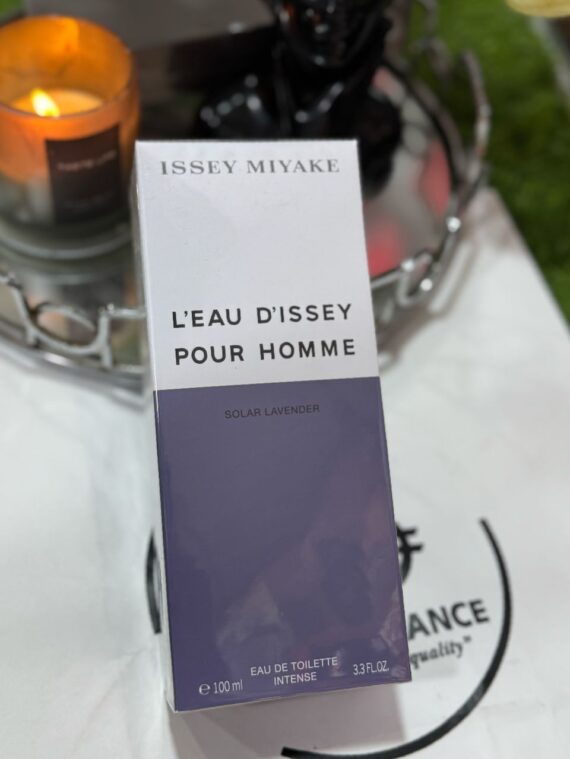 ISSEY MIYAKE
L'EAU D'ISSEY
POUR HOMME
SOLAR LAVENDER
EAU DE TOILETTE
INTENSE
℮ 100 ml
3.3 FL.OZ.
ANCE
quality"